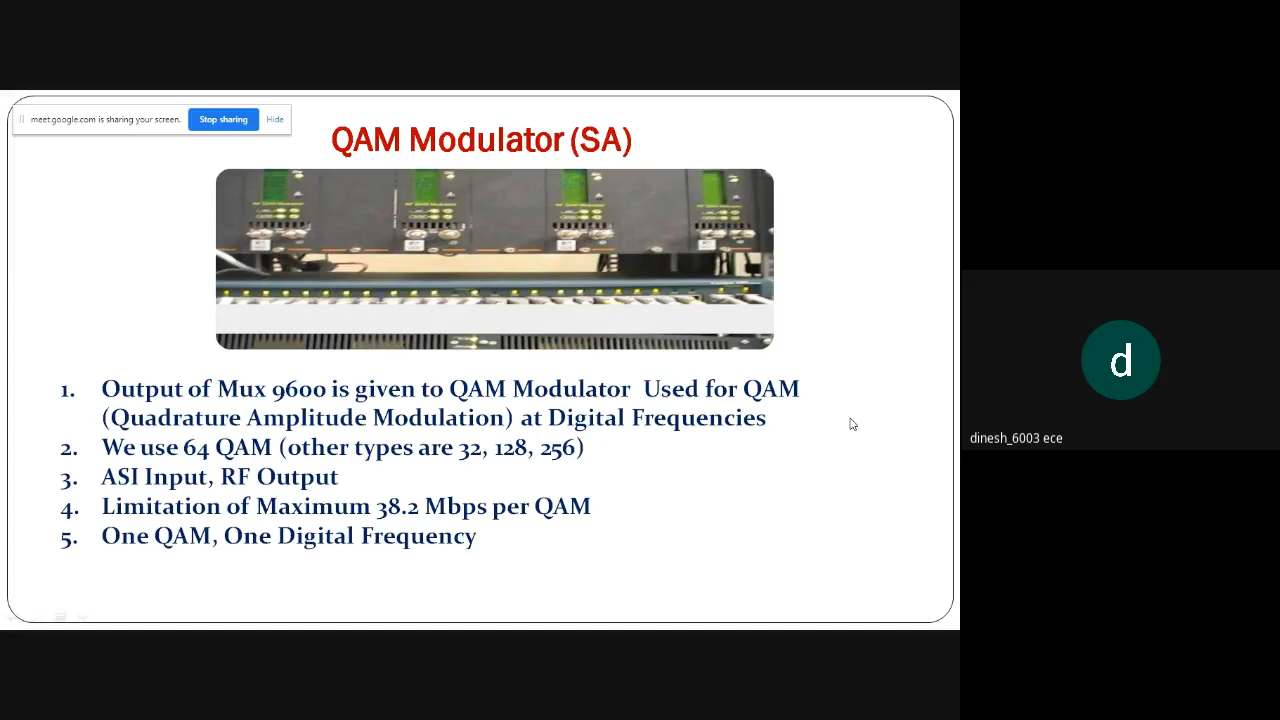 meet.google.com is sharing your screen. Stop sharing Hide
QAM Modulator (SA)
1. Output of Mux 9600 is given to QAM Modulator Used for QAM
(Quadrature Amplitude Modulation) at Digital Frequencies
2. We use 64 QAM (other types are 32, 128, 256)
3. ASI Input, RF Output
4. Limitation of Maximum 38.2 Mbps per QAM
5. One QAM, One Digital Frequency
d
dinesh_6003 ece